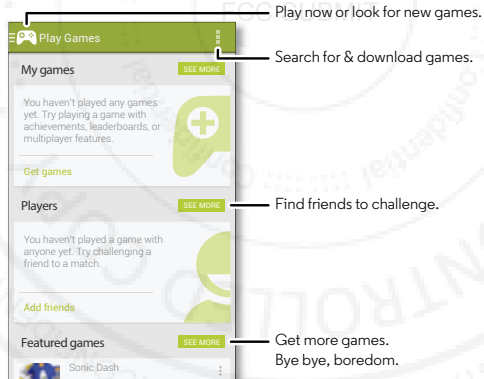 FCC SUBMIT
Play now or look for new games.
Play Games
Search for & download games.
My games
SEE MORE
You haven't played any games
yet. Try playing a game with
achievements, leaderboards, or
multiplayer features.
Get games
Players
SEE MORE
Find friends to challenge.
You haven't played a game with
anyone yet. Try challenging a
friend to a match.
Add friends
Featured games
SEE MORE
Get more games.
Bye bye, boredom.
Sonic Dash